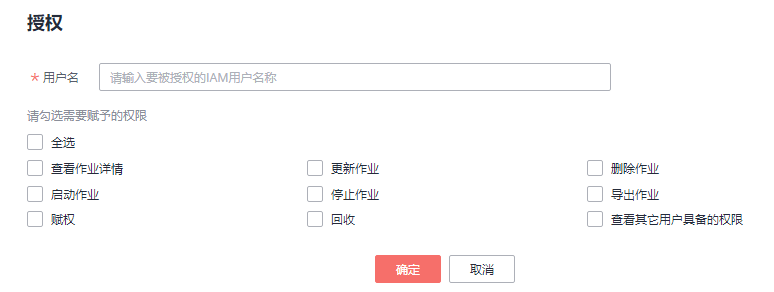 授权
* 用户名 请输入要被授权的IAM用户名称
请勾选需要赋予的权限
全选
查看作业详情 更新作业 删除作业
启动作业 停止作业 导出作业
赋权 回收 查看其它用户具备的权限
确定 取消